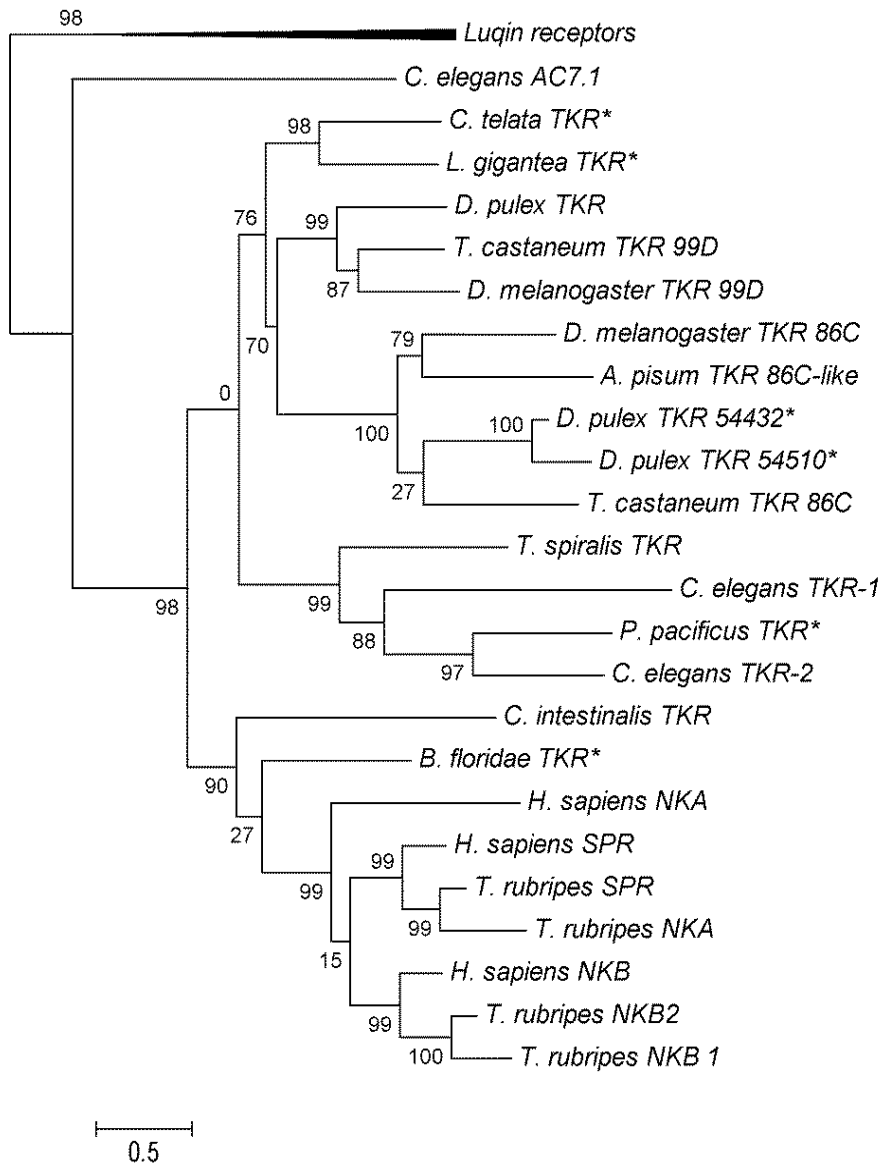 98
Luqin receptors
C. elegans AC7.1
98
C. telata TKR*
L. gigantea TKR*
76
D. pulex TKR
99
T. castaneum TKR 99D
87
D. melanogaster TKR 99D
70
D. melanogaster TKR 86C
79
A. pisum TKR 86C-like
0
D. pulex TKR 54432*
100
100
D. pulex TKR 54510*
27
T. castaneum TKR 86C
T. spiralis TKR
99
C. elegans TKR-1
98
88
P. pacificus TKR*
97
C. elegans TKR-2
C. intestinalis TKR
B. floridae TKR*
90
H. sapiens NKA
27
H. sapiens SPR
99
99
T. rubripes SPR
99
T. rubripes NKA
15
H. sapiens NKB
T. rubripes NKB2
99
100
T. rubripes NKB 1
0.5